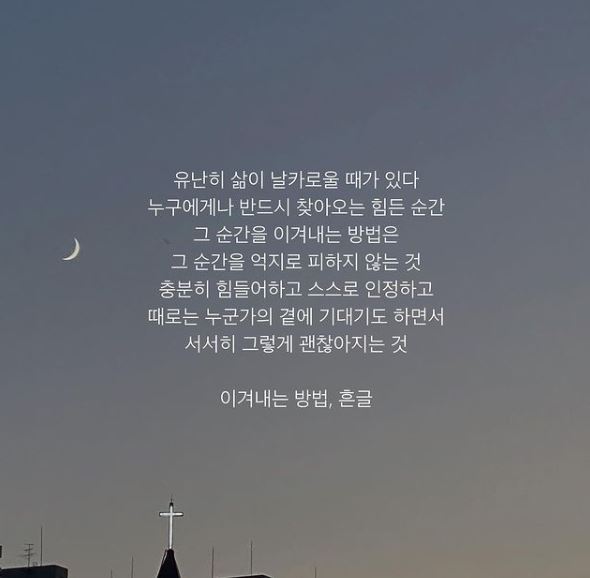 유난히 삶이 날카로울 때가 있다
누구에게나 반드시 찾아오는 힘든 순간
그 순간을 이겨내는 방법은
그 순간을 억지로 피하지 않는 것
충분히 힘들어하고 스스로 인정하고
때로는 누군가의 곁에 기대기도 하면서
서서히 그렇게 괜찮아지는 것
이겨내는 방법, 흔글